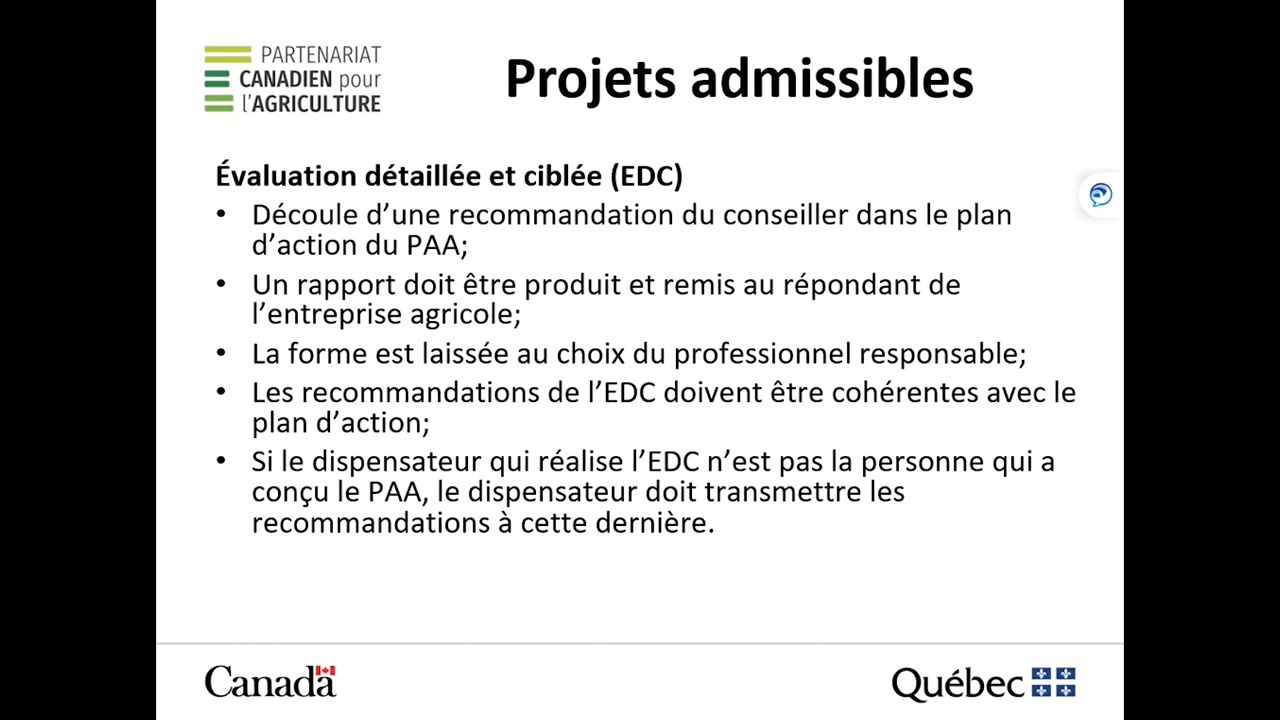 PARTENARIAT
CANADIEN pour
l'AGRICULTURE
Projets admissibles
Évaluation détaillée et ciblée (EDC)
• Découle d’une recommandation du conseiller dans le plan
d’action du PAA;
• Un rapport doit être produit et remis au répondant de
l’entreprise agricole;
• La forme est laissée au choix du professionnel responsable;
• Les recommandations de l’EDC doivent être cohérentes avec le
plan d’action;
• Si le dispensateur qui réalise l’EDC n’est pas la personne qui a
conçu le PAA, le dispensateur doit transmettre les
recommandations à cette dernière.
Canada
Québec